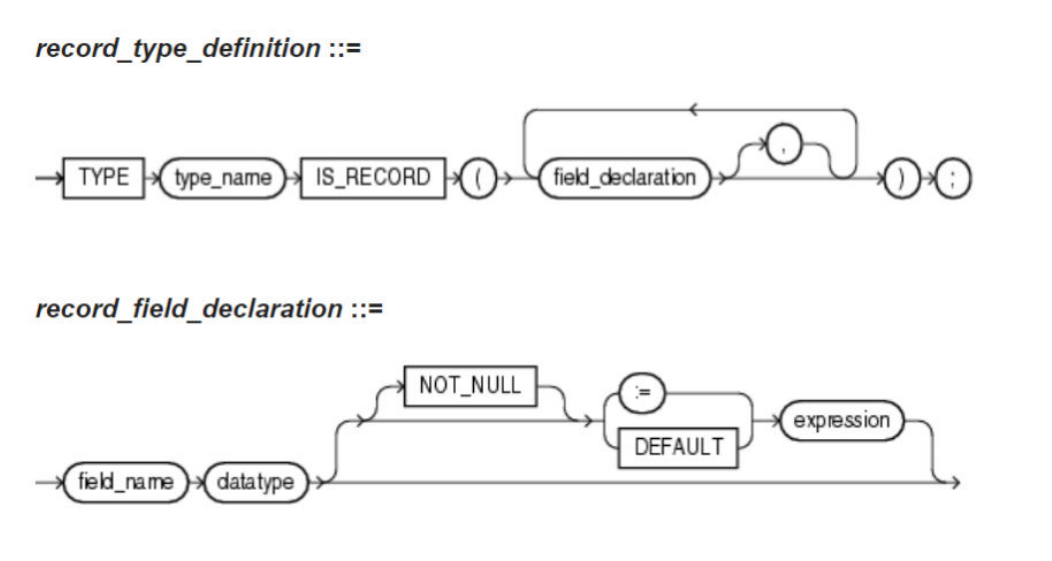 record_type_definition ::=
,
TYPE type_name IS_RECORD ( field_declaration ) ;
record_field_declaration ::=
NOT_NULL
:=
expression
DEFAULT
field_name datatype